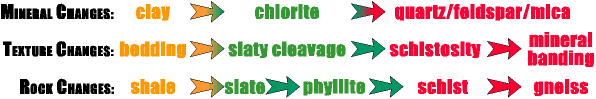 Mineral Changes: clay chlorite quartz/feldspar/mica
Texture Changes: bedding slaty cleavage schistosity mineral banding
Rock Changes: shale slate phyllite schist gneiss